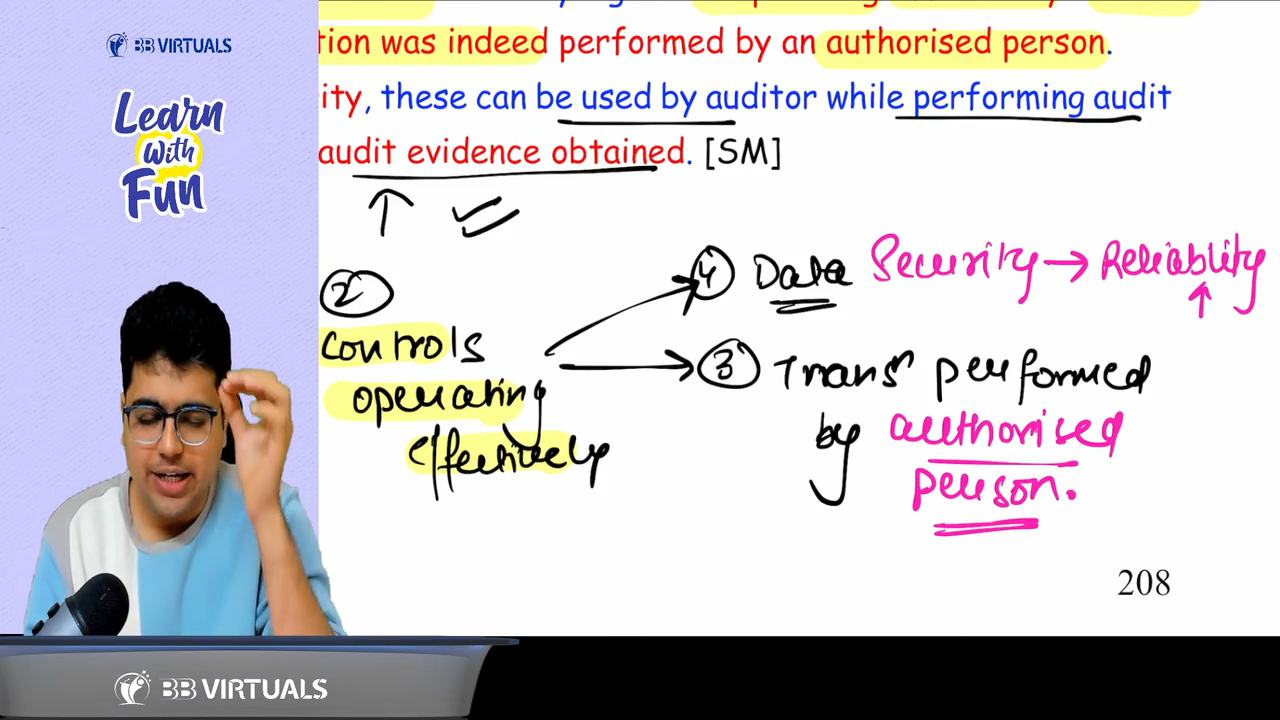 BB VIRTUALS
Learn
With
Fun
tion was indeed performed by an authorised person.
ity, these can be used by auditor while performing audit
audit evidence obtained. [SM]
2
controls
operating
effectively
4 Data Security → Reliablity
↑
3 Transn performed
by authorised
person.
208
BB VIRTUALS